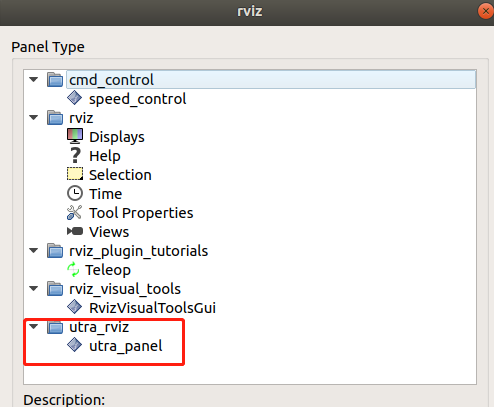 rviz
Panel Type
cmd_control
speed_control
rviz
Displays
Help
Selection
Time
Tool Properties
Views
rviz_plugin_tutorials
Teleop
rviz_visual_tools
RvizVisualToolsGui
utra_rviz
utra_panel
Description: